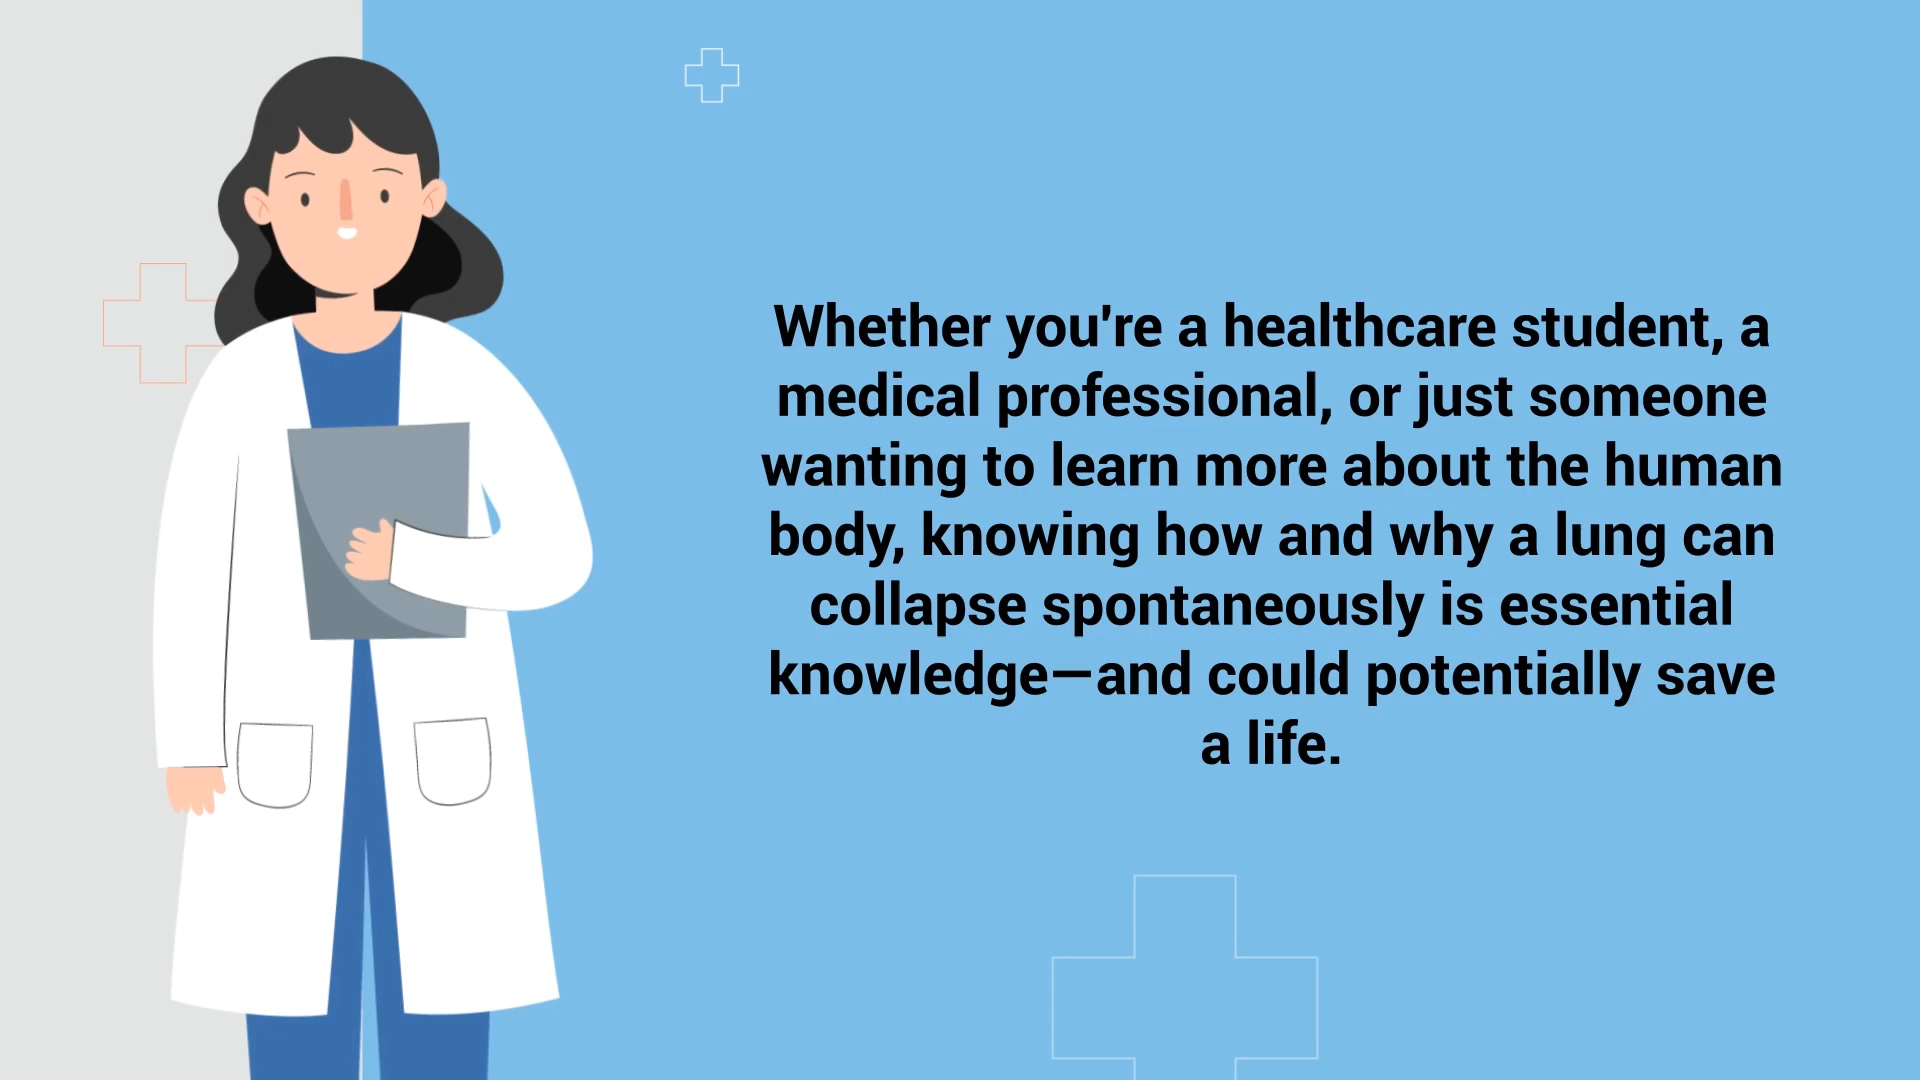 Whether you're a healthcare student, a
medical professional, or just someone
wanting to learn more about the human
body, knowing how and why a lung can
collapse spontaneously is essential
knowledge—and could potentially save
a life.